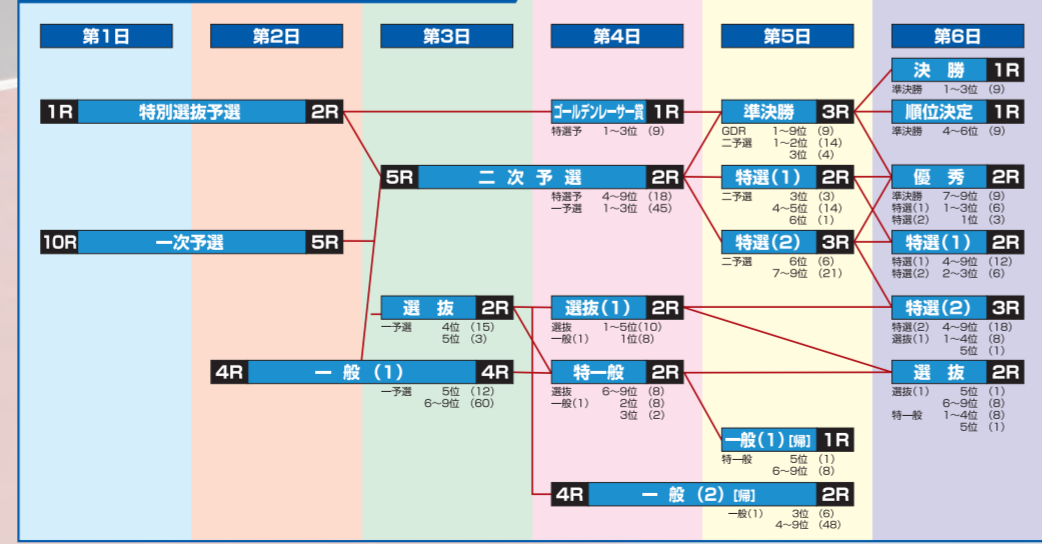 第1日 第2日 第3日 第4日 第5日 第6日
決勝 1R
準決勝 1〜3位 (9)
1R 特別選抜予選 2R
ゴールデンレーサー賞 1R
特選予 1〜3位 (9)
準決勝 3R
GDR 1〜9位 (9)
二予選 1〜2位 (14)
3位 (4)
順位決定 1R
準決勝 4〜6位 (9)
5R 二次予選 2R
特選予 4〜9位 (18)
一予選 1〜3位 (45)
特選(1) 2R
二予選 3位 (3)
4〜5位 (14)
6位 (1)
優秀 2R
準決勝 7〜9位 (9)
特選(1) 1〜3位 (6)
特選(2) 1位 (3)
10R 一次予選 5R
特選(2) 3R
二予選 6位 (6)
7〜9位 (21)
特選(1) 2R
特選(1) 4〜9位 (12)
特選(2) 2〜3位 (6)
選抜 2R
一予選 4位 (15)
5位 (3)
選抜(1) 2R
選抜 1〜5位(10)
一般(1) 1位(8)
特選(2) 3R
特選(2) 4〜9位 (18)
選抜(1) 1〜4位 (8)
5位 (1)
4R 一般(1) 4R
一予選 5位 (12)
6〜9位 (60)
特一般 2R
選抜 6〜9位 (8)
一般(1) 2位 (8)
3位 (2)
選抜 2R
選抜(1) 5位 (1)
6〜9位 (8)
特一般 1〜4位 (8)
5位 (1)
一般(1)[帰] 1R
特一般 5位 (1)
6〜9位 (8)
4R 一般(2)[帰] 2R
一般(1) 3位 (6)
4〜9位 (48)